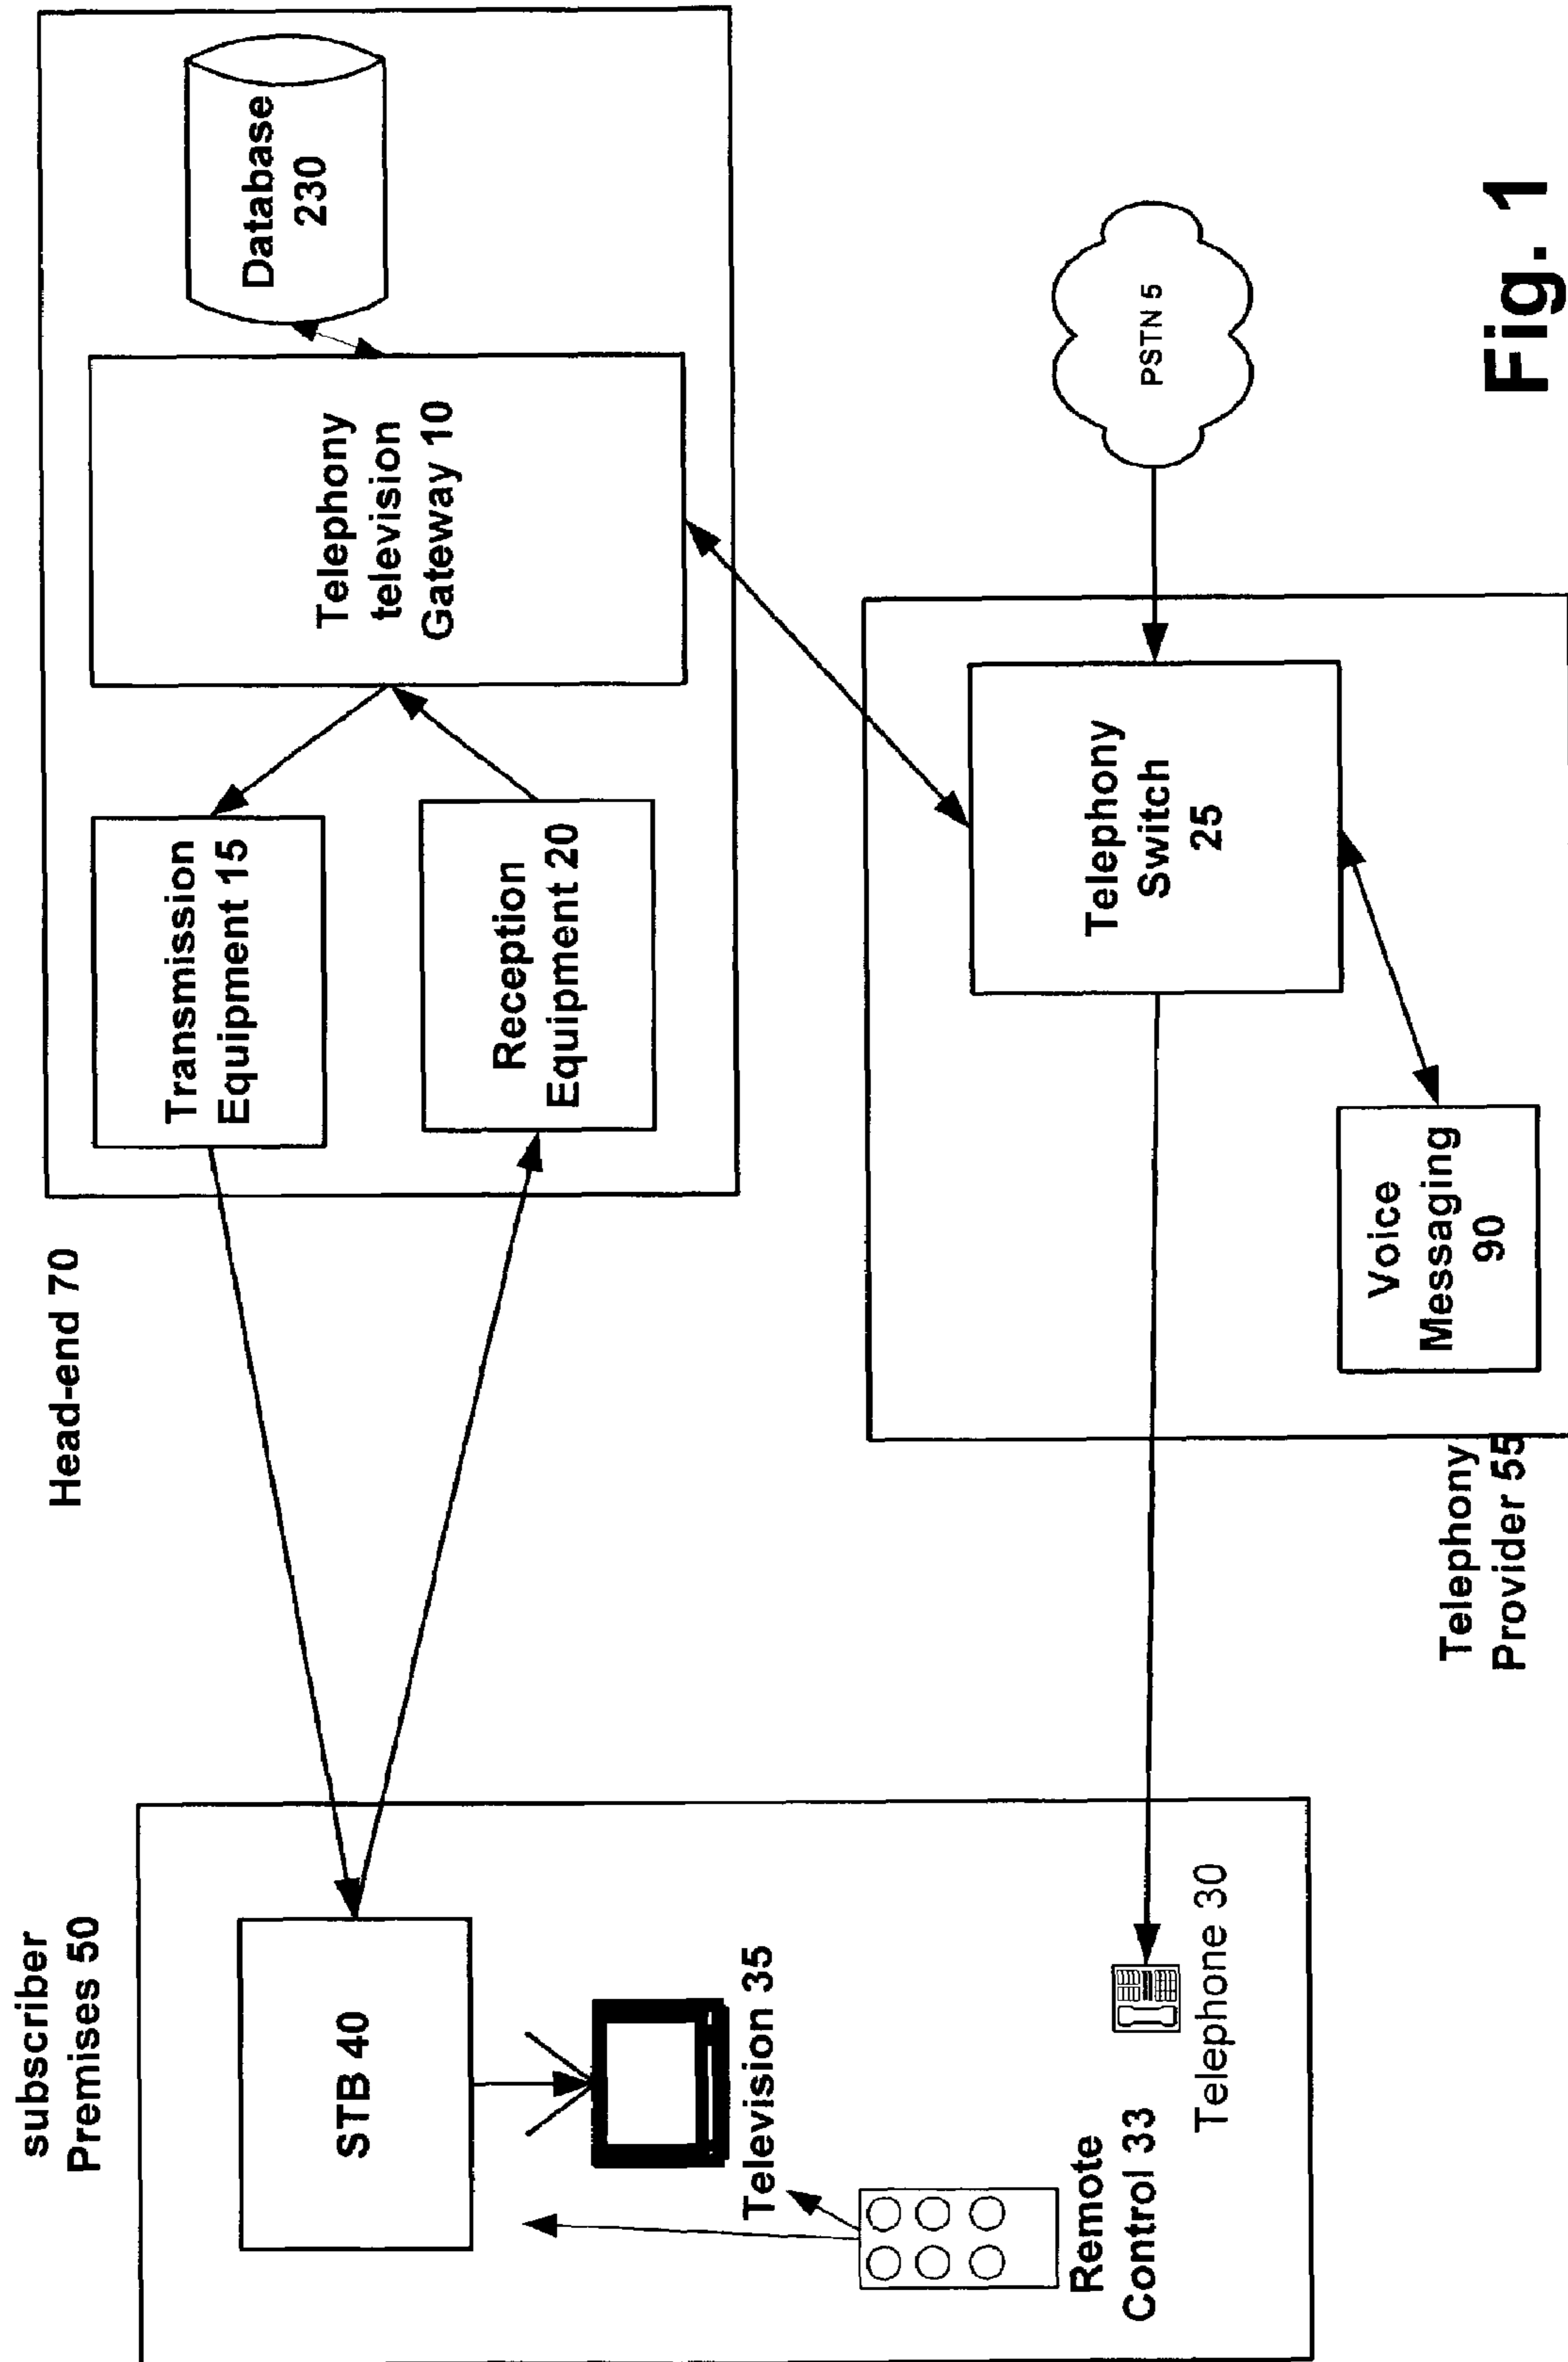 subscriber
Premises 50
STB 40
Television 35
Remote
Control 33
Telephone 30
Head-end 70
Transmission
Equipment 15
Reception
Equipment 20
Telephony
television
Gateway 10
Database
230
Telephony
Provider 55
Voice
Messaging
90
Telephony
Switch
25
PSTN 5
Fig. 1